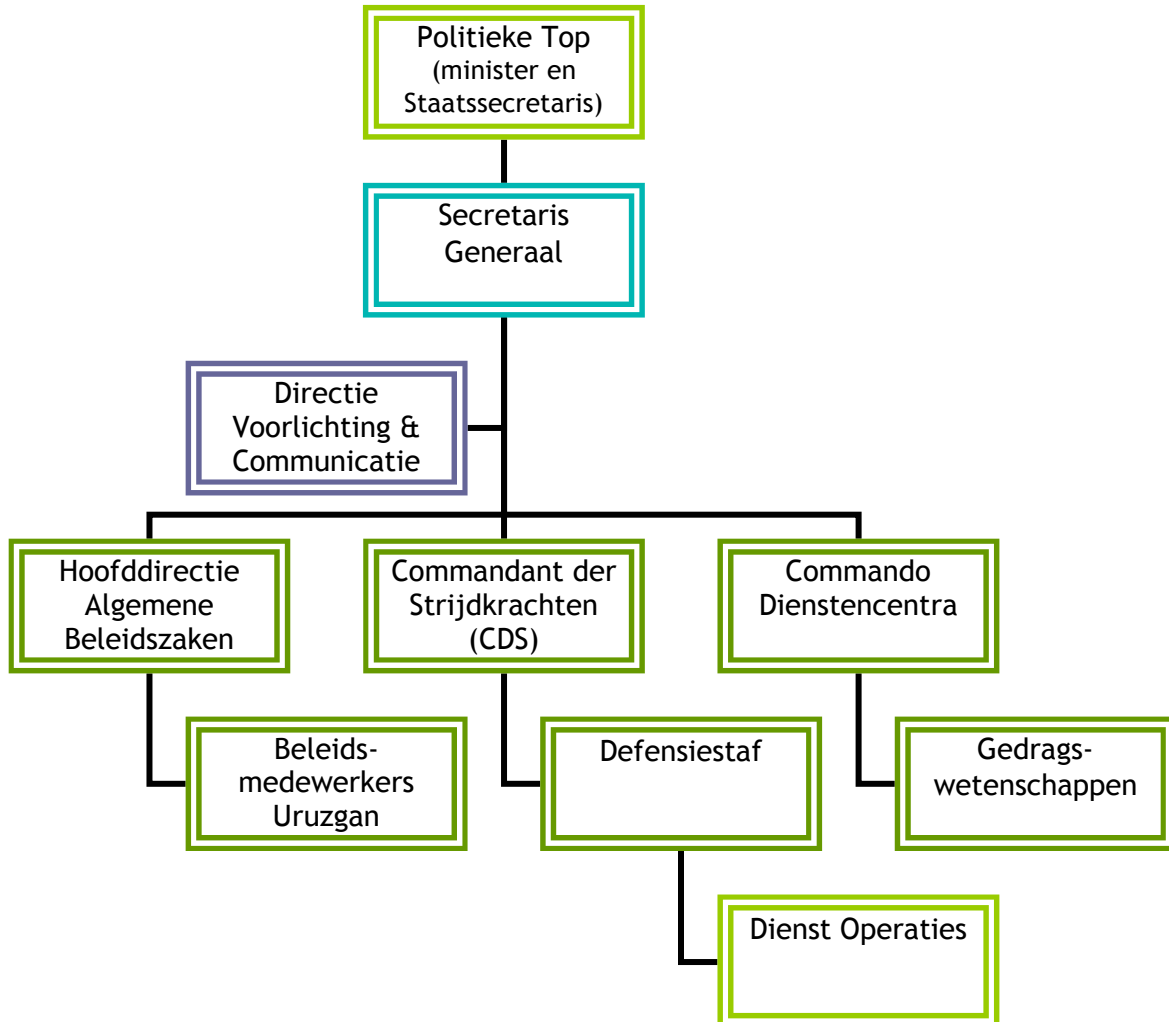 Politieke Top
(minister en
Staatssecretaris)
Secretaris
Generaal
Directie
Voorlichting &
Communicatie
Hoofddirectie
Algemene
Beleidszaken
Commandant der
Strijdkrachten
(CDS)
Commando
Dienstencentra
Beleids-
medewerkers
Uruzgan
Defensiestaf
Gedrags-
wetenschappen
Dienst Operaties